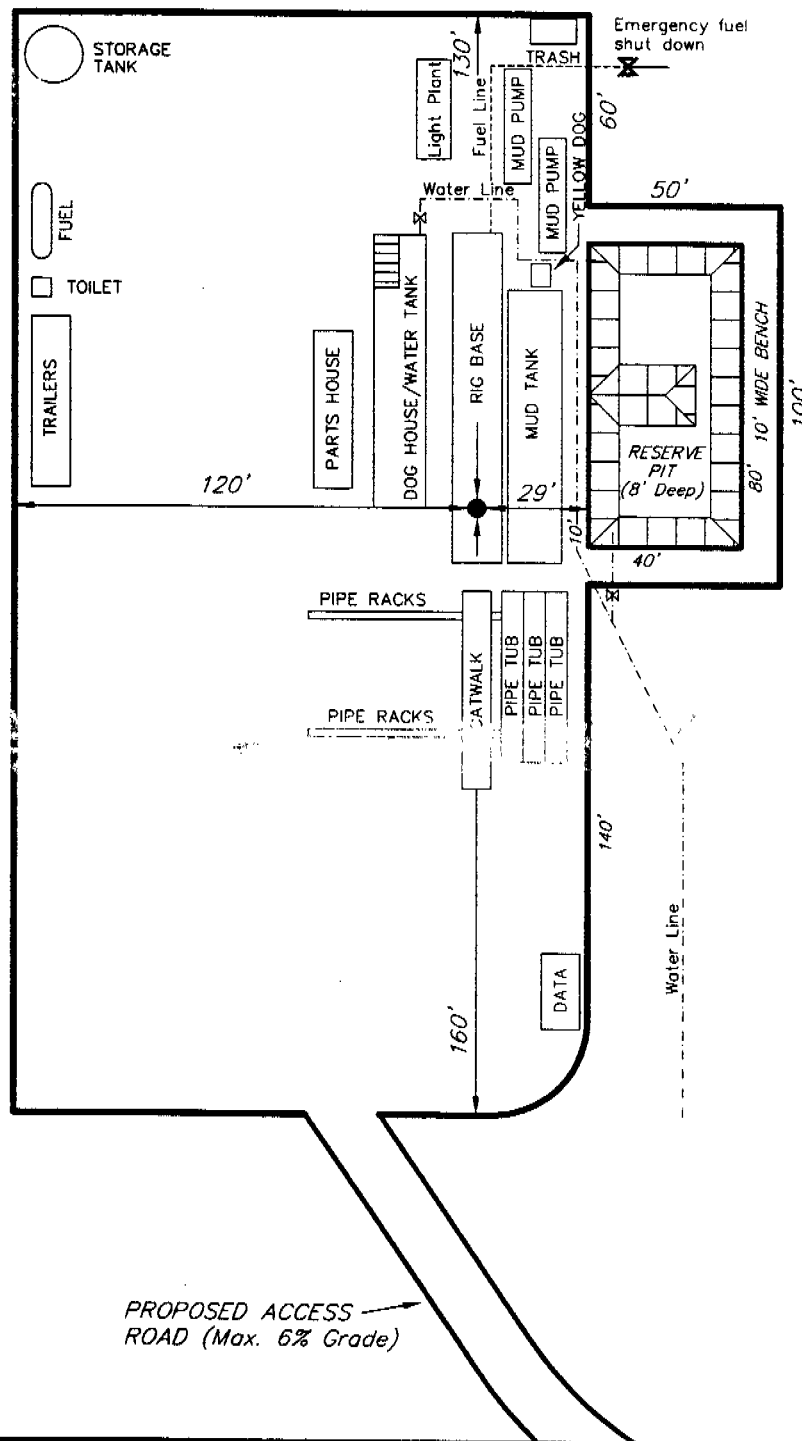 Emergency fuel
shut down
STORAGE
TANK
130'
TRASH
Light Plant
Fuel Line
MUD PUMP
60'
MUD PUMP
YELLOW DOG
Water Line
50'
FUEL
TOILET
TRAILERS
PARTS HOUSE
DOG HOUSE/WATER TANK
RIG BASE
MUD TANK
RESERVE
PIT
(8' Deep)
80'
10' WIDE BENCH
100'
120'
29'
10'
40'
PIPE RACKS
PIPE RACKS
CATWALK
PIPE TUB
PIPE TUB
PIPE TUB
140'
Water Line
DATA
160'
PROPOSED ACCESS
ROAD (Max. 6% Grade)